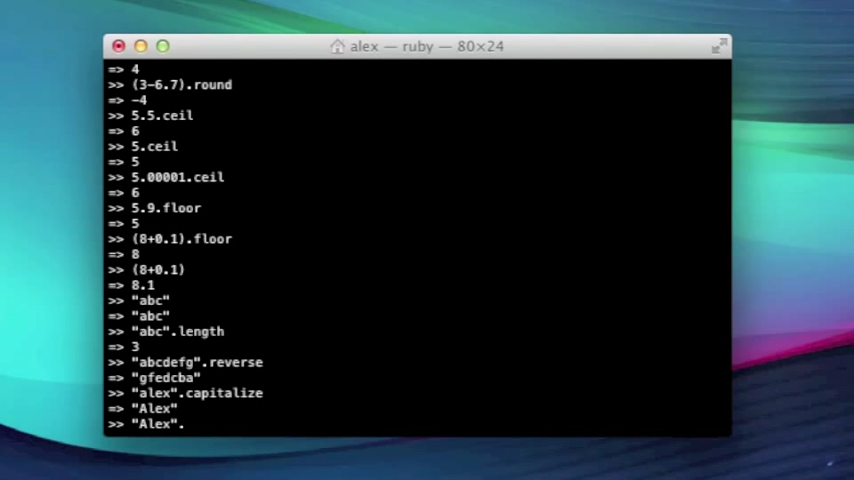 alex — ruby — 80×24
=> 4
>> (3-6.7).round
=> -4
>> 5.5.ceil
=> 6
>> 5.ceil
=> 5
>> 5.00001.ceil
=> 6
>> 5.9.floor
=> 5
>> (8+0.1).floor
=> 8
>> (8+0.1)
=> 8.1
>> "abc"
=> "abc"
>> "abc".length
=> 3
>> "abcdefg".reverse
=> "gfedcba"
>> "alex".capitalize
=> "Alex"
>> "Alex".